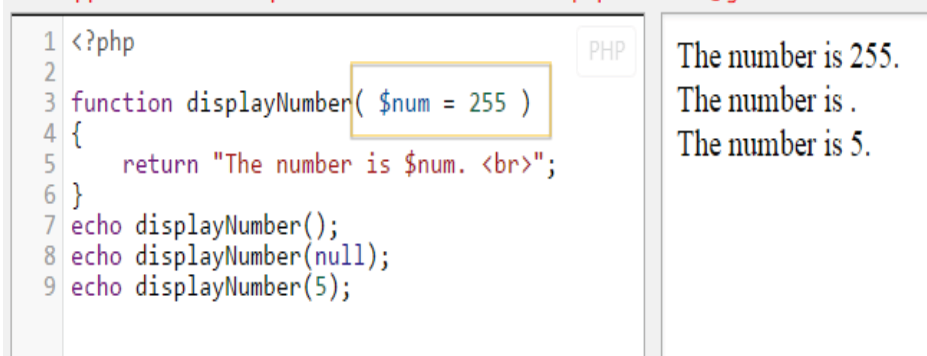 1 <?php
PHP
2
3 function displayNumber( $num = 255 )
4 {
5     return "The number is $num. <br>";
6 }
7 echo displayNumber();
8 echo displayNumber(null);
9 echo displayNumber(5);
The number is 255.
The number is .
The number is 5.